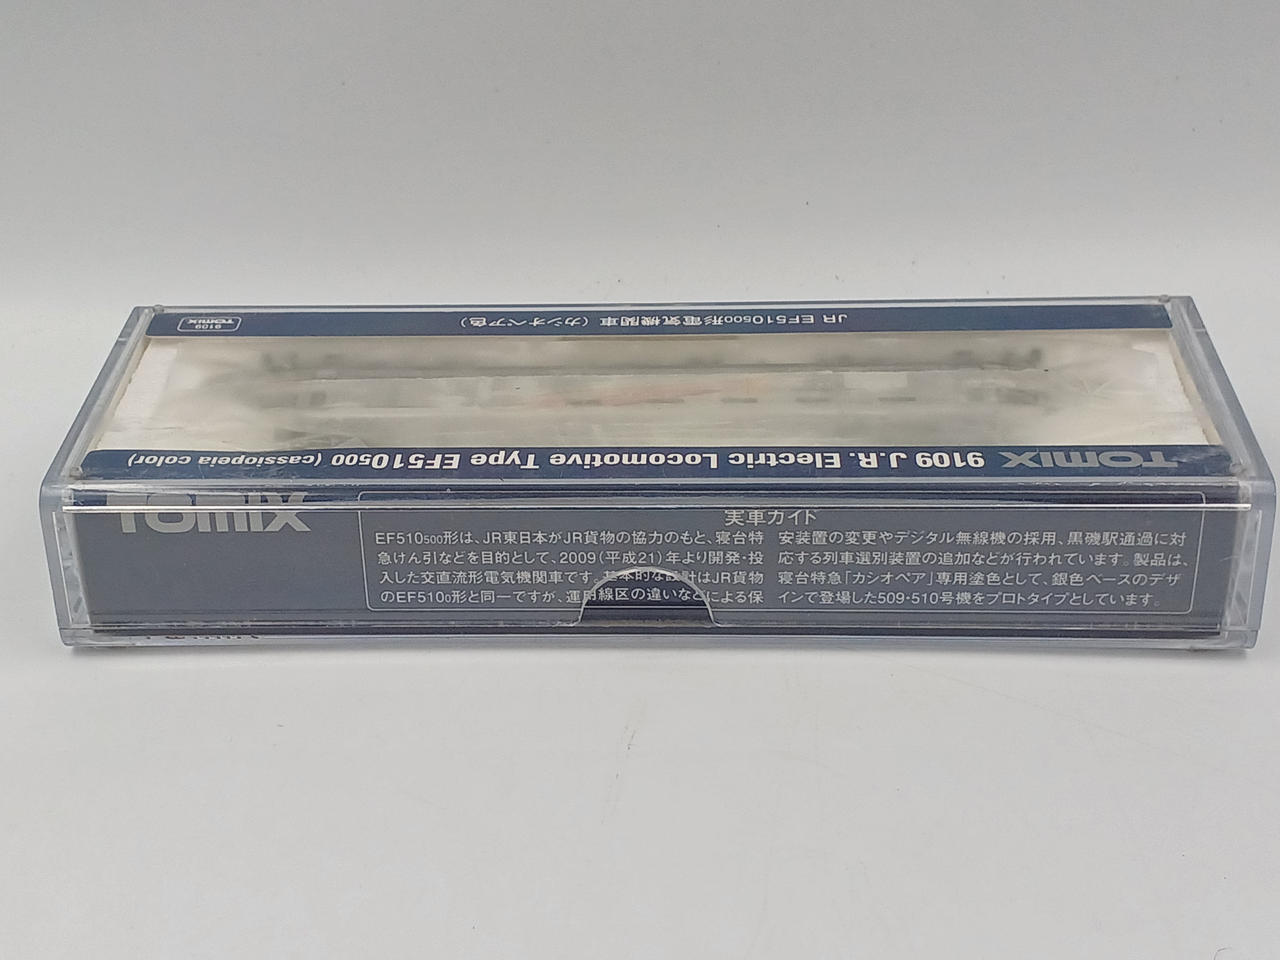 JR EF510500形電気機関車（カシオペア色）
9109
TOMIX
TOMIX 9109 J.R. Electric Locomotive Type EF510500 (cassiopeia color)
TOMIX
実車ガイド
EF510500形は、JR東日本がJR貨物の協力のもと、寝台特
急けん引などを目的として、2009(平成21)年より開発・投
入した交直流形電気機関車です。基本的な設計はJR貨物
のEF5100形と同一ですが、運用線区の違いなどによる保
安装置の変更やデジタル無線機の採用、黒磯駅通過に対
応する列車選別装置の追加などが行われています。製品は、
寝台特急「カシオペア」専用塗色として、銀色ベースのデザ
インで登場した509・510号機をプロトタイプとしています。